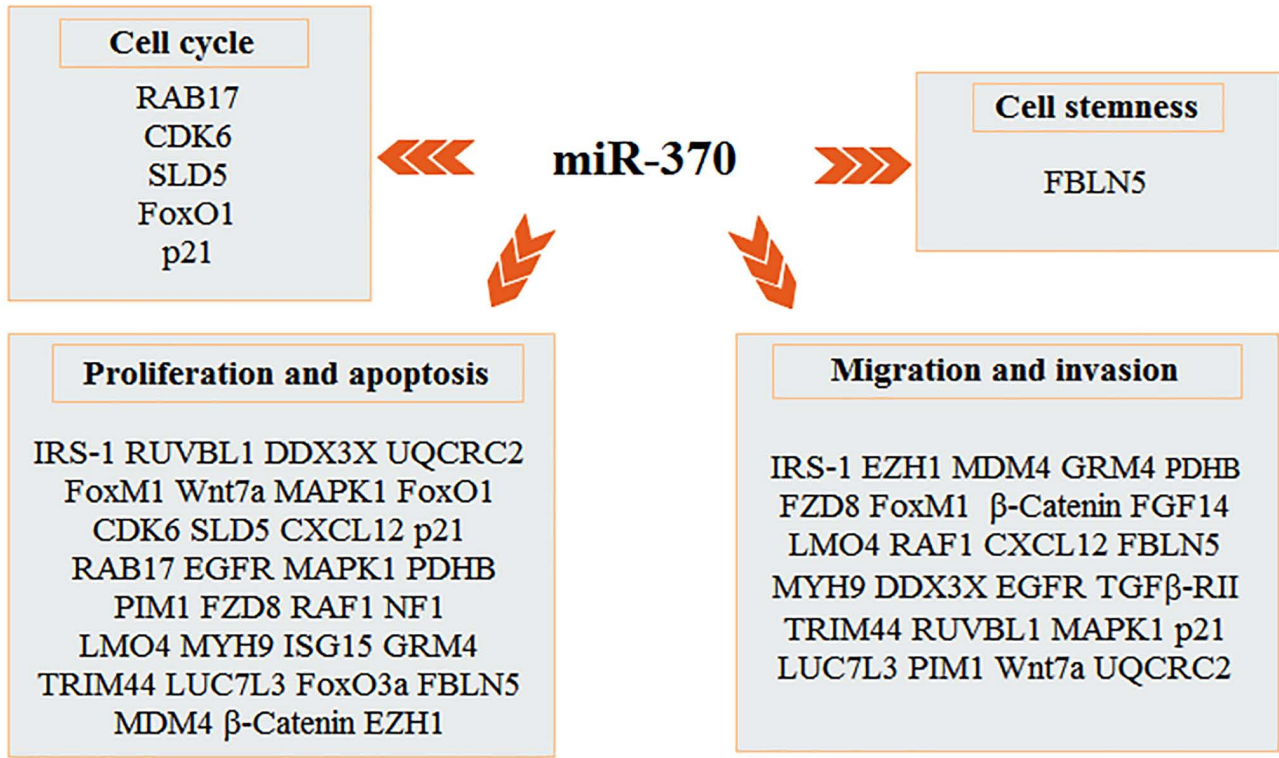 Cell cycle
RAB17
CDK6
SLD5
FoxO1
p21
miR-370
Cell stemness
FBLN5
Proliferation and apoptosis
IRS-1 RUVBL1 DDX3X UQCRC2
FoxM1 Wnt7a MAPK1 FoxO1
CDK6 SLD5 CXCL12 p21
RAB17 EGFR MAPK1 PDHB
PIM1 FZD8 RAF1 NF1
LMO4 MYH9 ISG15 GRM4
TRIM44 LUC7L3 FoxO3a FBLN5
MDM4 β-Catenin EZH1
Migration and invasion
IRS-1 EZH1 MDM4 GRM4 PDHB
FZD8 FoxM1 β-Catenin FGF14
LMO4 RAF1 CXCL12 FBLN5
MYH9 DDX3X EGFR TGFβ-RII
TRIM44 RUVBL1 MAPK1 p21
LUC7L3 PIM1 Wnt7a UQCRC2